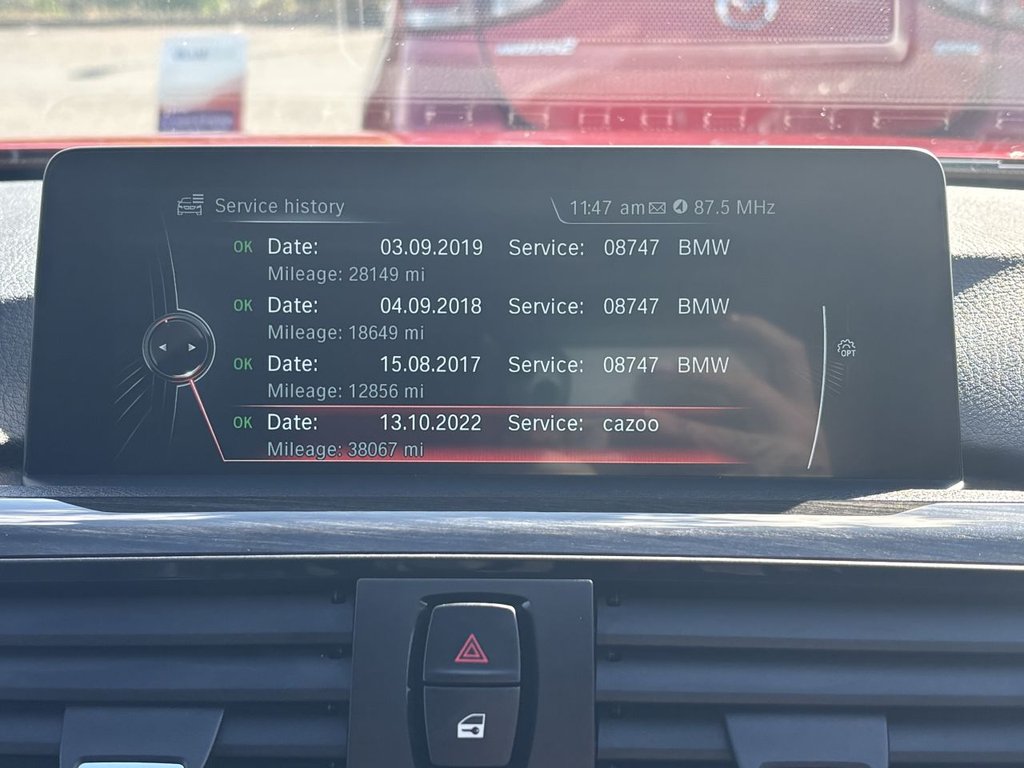 Service history
11:47 am 87.5 MHz
OK Date: 03.09.2019 Service: 08747 BMW
Mileage: 28149 mi
OK Date: 04.09.2018 Service: 08747 BMW
Mileage: 18649 mi
OK Date: 15.08.2017 Service: 08747 BMW
Mileage: 12856 mi
OPT
OK Date: 13.10.2022 Service: cazoo
Mileage: 38067 mi